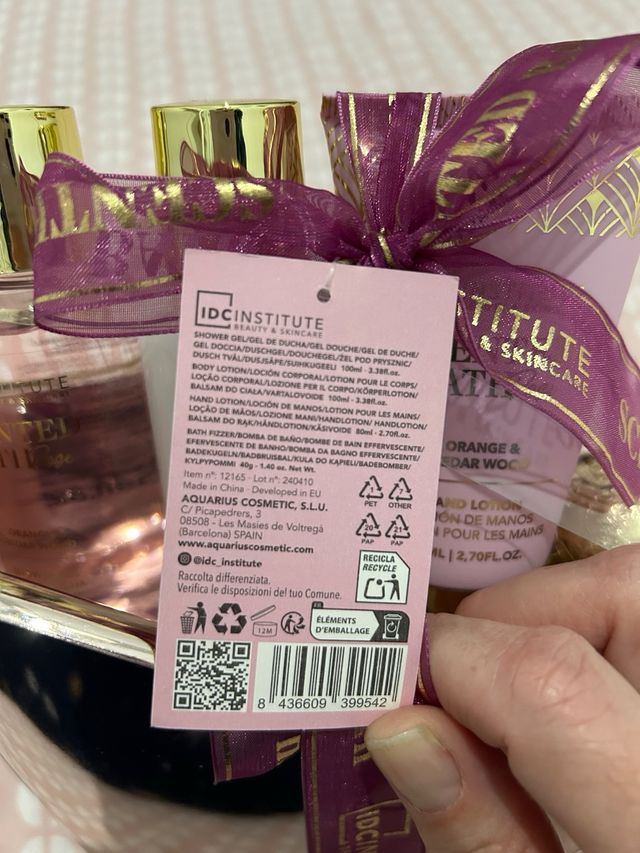 IDC INSTITUTE
BEAUTY & SKINCARE
SHOWER GEL/GEL DE DUCHA/GEL DOUCHE/GEL DE DUCHE/
GEL DOCCIA/DUSCHGEL/DOUCHEGEL/ŻEL POD PRYSZNIC/
DUSCH TVÅL/DUSJSÅPE/SUIHKUGEELI 100ml - 3.38fl.oz.
BODY LOTION/LOCIÓN CORPORAL/LOTION POUR LE CORPS/
LOÇÃO CORPORAL/LOZIONE PER IL CORPO/KÖRPERLOTION/
BALSAM DO CIAŁA/VARTALOVOIDE 100ml - 3.38fl.oz.
HAND LOTION/LOCIÓN DE MANOS/LOTION POUR LES MAINS/
LOÇÃO DE MÃOS/LOZIONE MANI/HANDLOTION/ HANDLOTION/
BALSAM DO RĄK/HÅNDLOTION/KÄSIVOIDE 80ml - 2.70fl.oz.
BATH FIZZER/BOMBA DE BAÑO/BOMBE DE BAIN EFFERVESCENTE/
EFERVESCENTE DE BANHO/BOMBA DA BAGNO EFFERVESCENTE/
BADEKUGELN/BADBRUISBAL/KULA DO KĄPIELI/BADEBOMBER/
KYLPYPOMMI 40g - 1.40 oz. Net Wt.
Item nº: 12165 · Lot nº: 240410
Made in China · Developed in EU
AQUARIUS COSMETIC, S.L.U.
C/ Picapedrers, 3
08508 - Les Masies de Voltregà
(Barcelona) SPAIN
www.aquariuscosmetic.com
@idc_institute
Raccolta differenziata.
Verifica le disposizioni del tuo Comune.
1 7
PET OTHER
20 21
PAP PAP
RECICLA
RECYCLE
12M
FR
ÉLÉMENTS
D'EMBALLAGE
8 436609 399542
SCENTED
INSTITUTE
& SKINCARE
ORANGE &
CEDAR WOOD
HAND LOTION
LOCIÓN DE MANOS
LOTION POUR LES MAINS
80ML | 2,70FL.OZ.
IDC